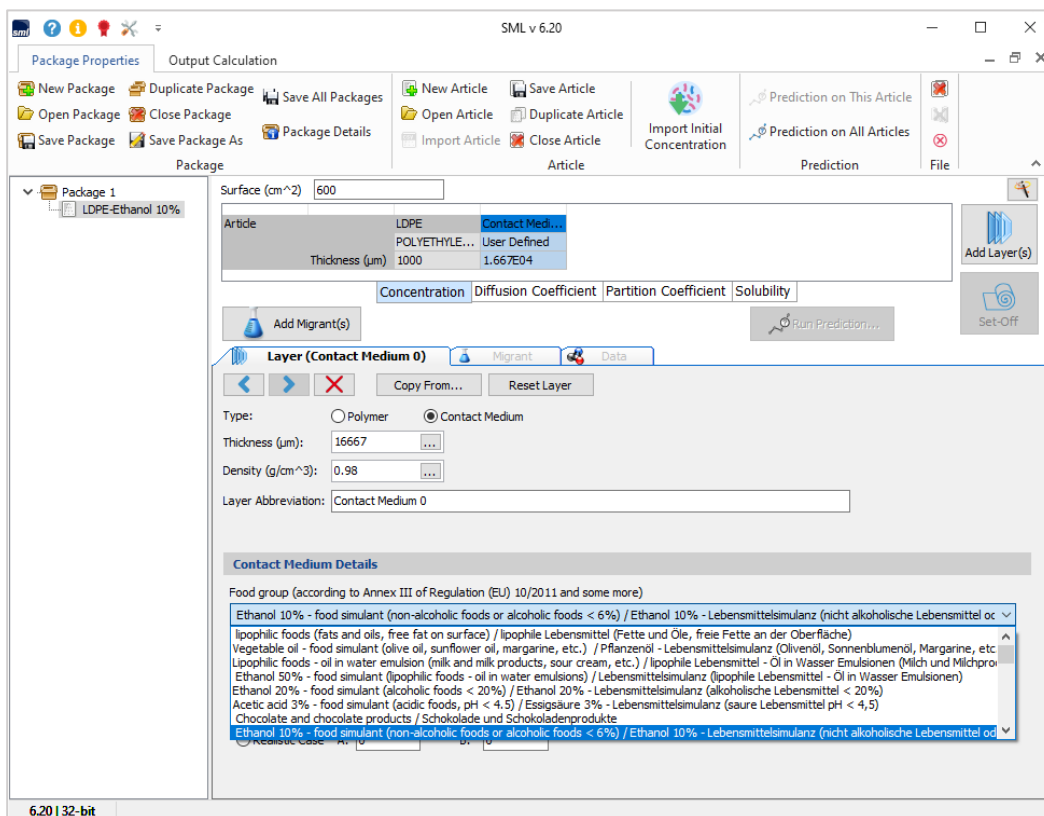 sml SML v 6.20
Package Properties Output Calculation
New Package Duplicate Package Save All Packages New Article Save Article Prediction on This Article
Open Package Close Package Open Article Duplicate Article Import Initial Concentration
Save Package Save Package As Package Details Import Article Close Article Prediction on All Articles
Package Article Prediction File
Package 1
LDPE-Ethanol 10%
Surface (cm^2) 600
Article LDPE Contact Medi...
POLYETHYLE... User Defined
Thickness (µm) 1000 1.667E04
Add Layer(s)
Concentration Diffusion Coefficient Partition Coefficient Solubility
Add Migrant(s) Run Prediction... Set-Off
Layer (Contact Medium 0) Migrant Data
Copy From... Reset Layer
Type: Polymer Contact Medium
Thickness (µm): 16667 ...
Density (g/cm^3): 0.98 ...
Layer Abbreviation: Contact Medium 0
Contact Medium Details
Food group (according to Annex III of Regulation (EU) 10/2011 and some more)
Ethanol 10% - food simulant (non-alcoholic foods or alcoholic foods < 6%) / Ethanol 10% - Lebensmittelsimulanz (nicht alkoholische Lebensmittel oc
lipophilic foods (fats and oils, free fat on surface) / lipophile Lebensmittel (Fette und Öle, freie Fette an der Oberfläche)
Vegetable oil - food simulant (olive oil, sunflower oil, margarine, etc.) / Pflanzenöl - Lebensmittelsimulanz (Olivenöl, Sonnenblumenöl, Margarine, etc
Lipophilic foods - oil in water emulsion (milk and milk products, sour cream, etc.) / lipophile Lebensmittel - Öl in Wasser Emulsionen (Milch und Milchpro
Ethanol 50% - food simulant (lipophilic foods - oil in water emulsions) / Lebensmittelsimulanz (lipophile Lebensmittel - Öl in Wasser Emulsionen)
Ethanol 20% - food simulant (alcoholic foods < 20%) / Ethanol 20% - Lebensmittelsimulanz (alkoholische Lebensmittel < 20%)
Acetic acid 3% - food simulant (acidic foods, pH < 4.5) / Essigsäure 3% - Lebensmittelsimulanz (saure Lebensmittel pH < 4,5)
Chocolate and chocolate products / Schokolade und Schokoladenprodukte
Ethanol 10% - food simulant (non-alcoholic foods or alcoholic foods < 6%) / Ethanol 10% - Lebensmittelsimulanz (nicht alkoholische Lebensmittel od
Realistic Case A: B:
6.20 | 32-bit